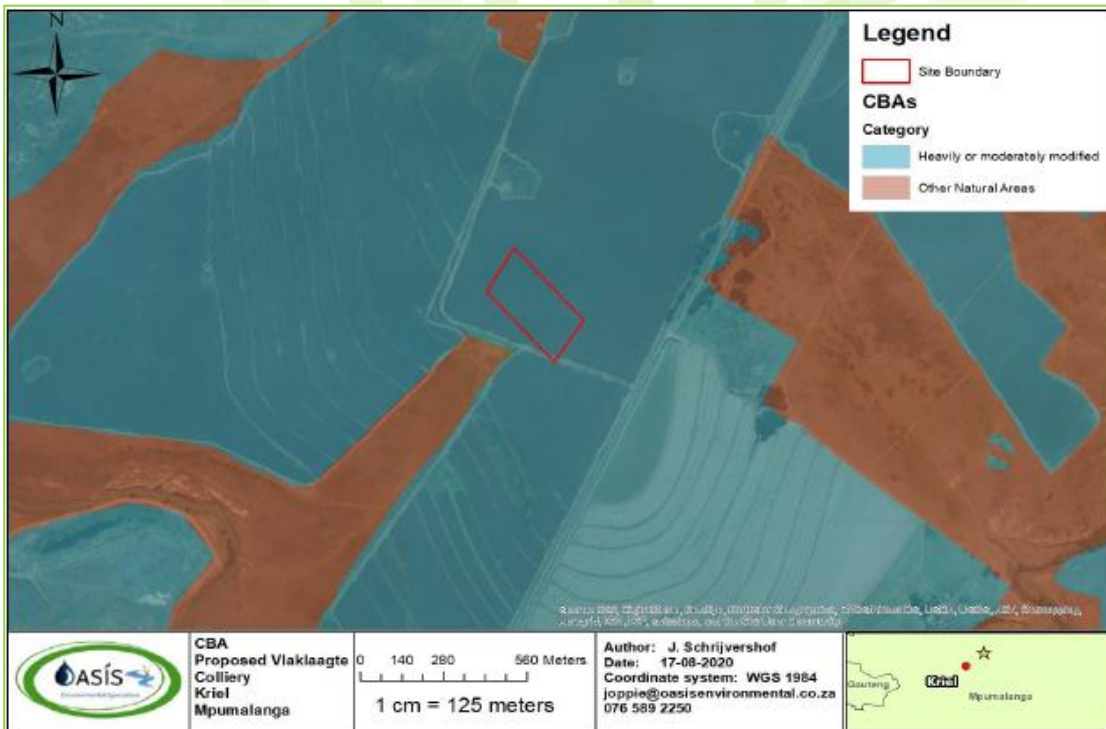 N
Legend
Site Boundary
CBAs
Category
Heavily or moderately modified
Other Natural Areas
OASIS
Environmental Specialists
CBA
Proposed Vlaklaagte
Colliery
Kriel
Mpumalanga
0 140 280 560 Meters
1 cm = 125 meters
Author: J. Schrijvershof
Date: 17-08-2020
Coordinate system: WGS 1984
joppie@oasisenvironmental.co.za
076 589 2250
Gauteng
Kriel
Mpumalanga